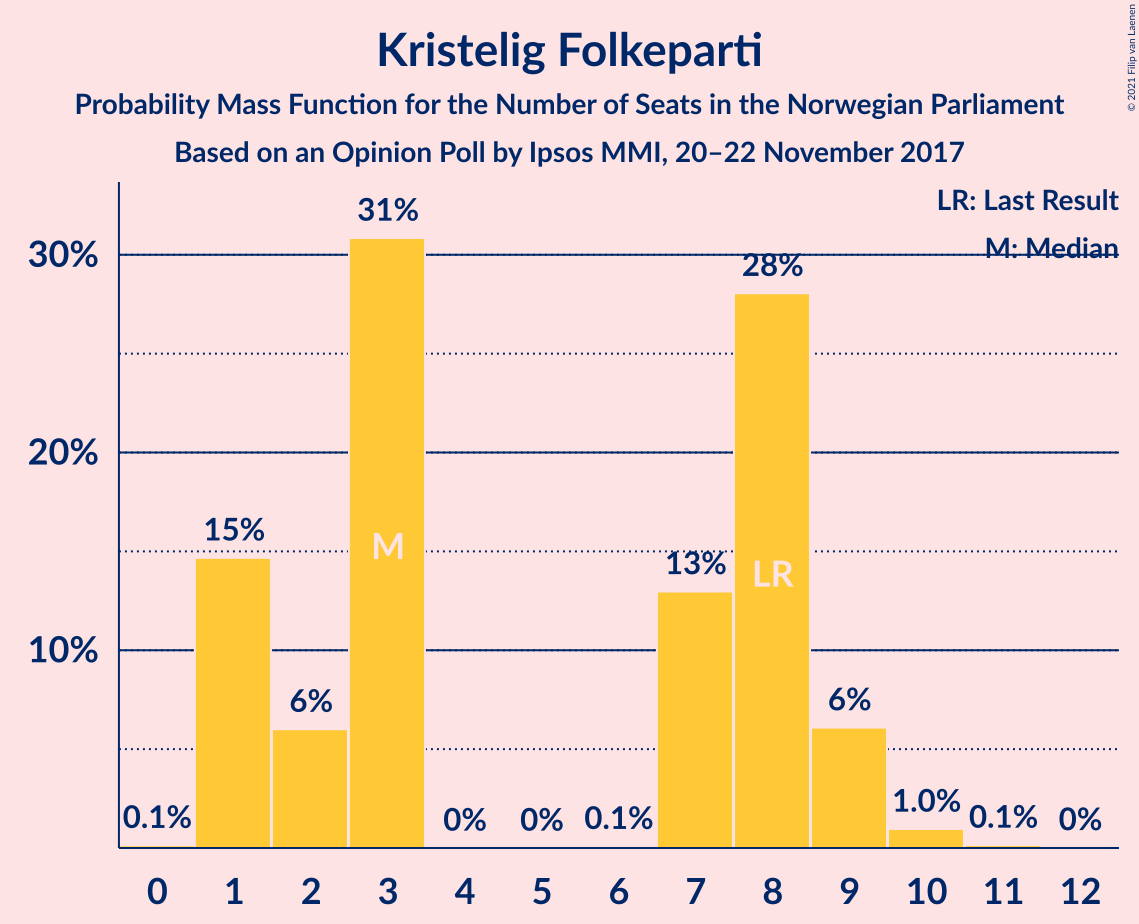 © 2021 Filip van Laenen
Kristelig Folkeparti
Probability Mass Function for the Number of Seats in the Norwegian Parliament
Based on an Opinion Poll by Ipsos MMI, 20–22 November 2017
LR: Last Result
M: Median
30%
20%
10%
0.1%
15%
6%
31%
M
0%
0%
0.1%
13%
28%
LR
6%
1.0%
0.1%
0%
0 1 2 3 4 5 6 7 8 9 10 11 12